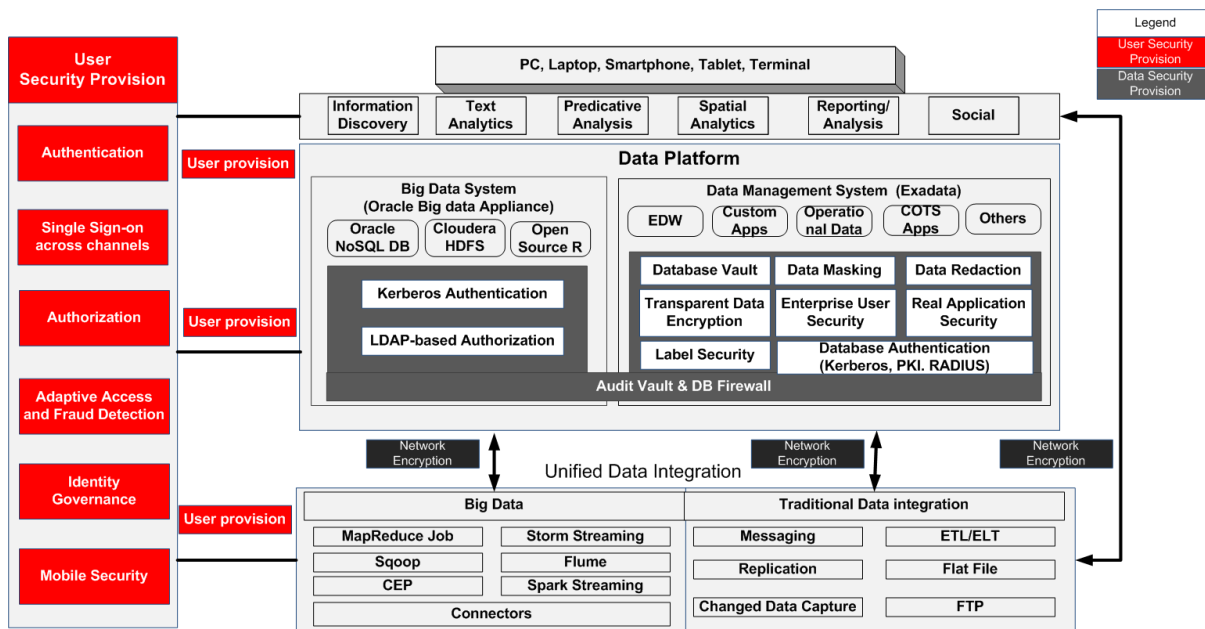 Legend
User Security
Provision
Data Security
Provision
User
Security Provision
Authentication
Single Sign-on
across channels
Authorization
Adaptive Access
and Fraud Detection
Identity
Governance
Mobile Security
User provision
User provision
User provision
PC, Laptop, Smartphone, Tablet, Terminal
Information
Discovery
Text
Analytics
Predicative
Analysis
Spatial
Analytics
Reporting/
Analysis
Social
Data Platform
Big Data System
(Oracle Big data Appliance)
Oracle
NoSQL DB
Cloudera
HDFS
Open
Source R
Kerberos Authentication
LDAP-based Authorization
Data Management System (Exadata)
EDW
Custom
Apps
Operatio
nal Data
COTS
Apps
Others
Database Vault
Data Masking
Data Redaction
Transparent Data
Encryption
Enterprise User
Security
Real Application
Security
Label Security
Database Authentication
(Kerberos, PKI. RADIUS)
Audit Vault & DB Firewall
Network
Encryption
Network
Encryption
Network
Encryption
Unified Data Integration
Big Data
MapReduce Job
Storm Streaming
Sqoop
Flume
CEP
Spark Streaming
Connectors
Traditional Data integration
Messaging
ETL/ELT
Replication
Flat File
Changed Data Capture
FTP